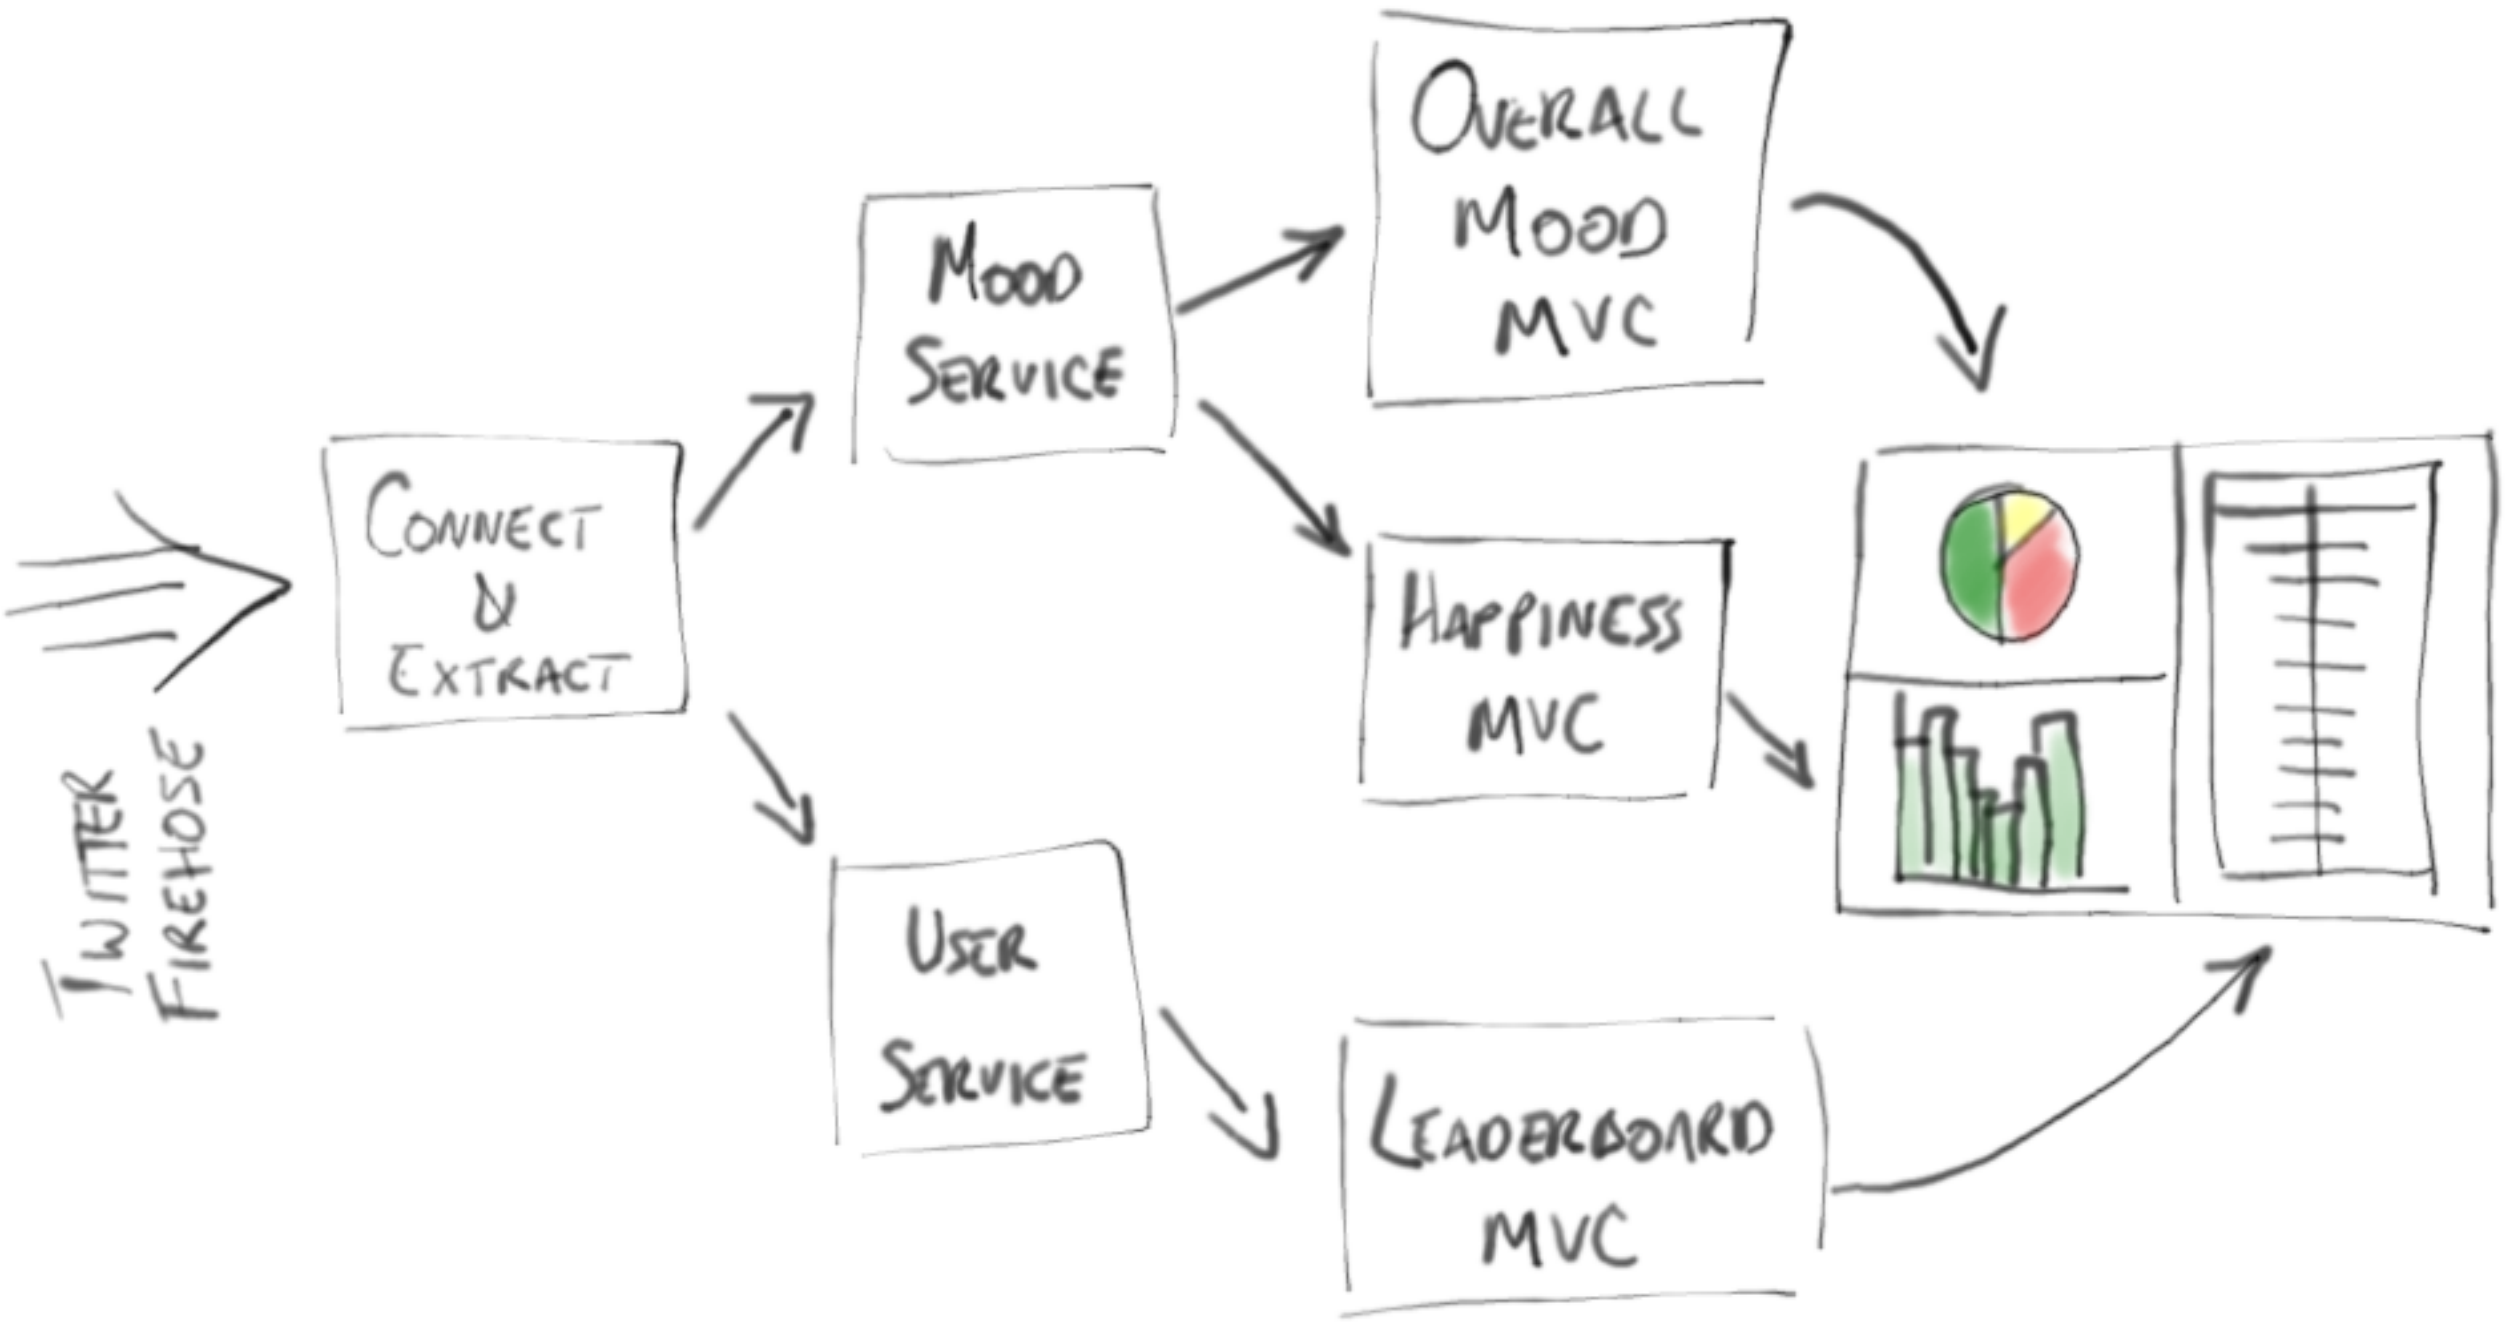 TWITTER
FIREHOSE
CONNECT
&
EXTRACT
MOOD
SERVICE
USER
SERVICE
OVERALL
MOOD
MVC
HAPPINESS
MVC
LEADERBOARD
MVC